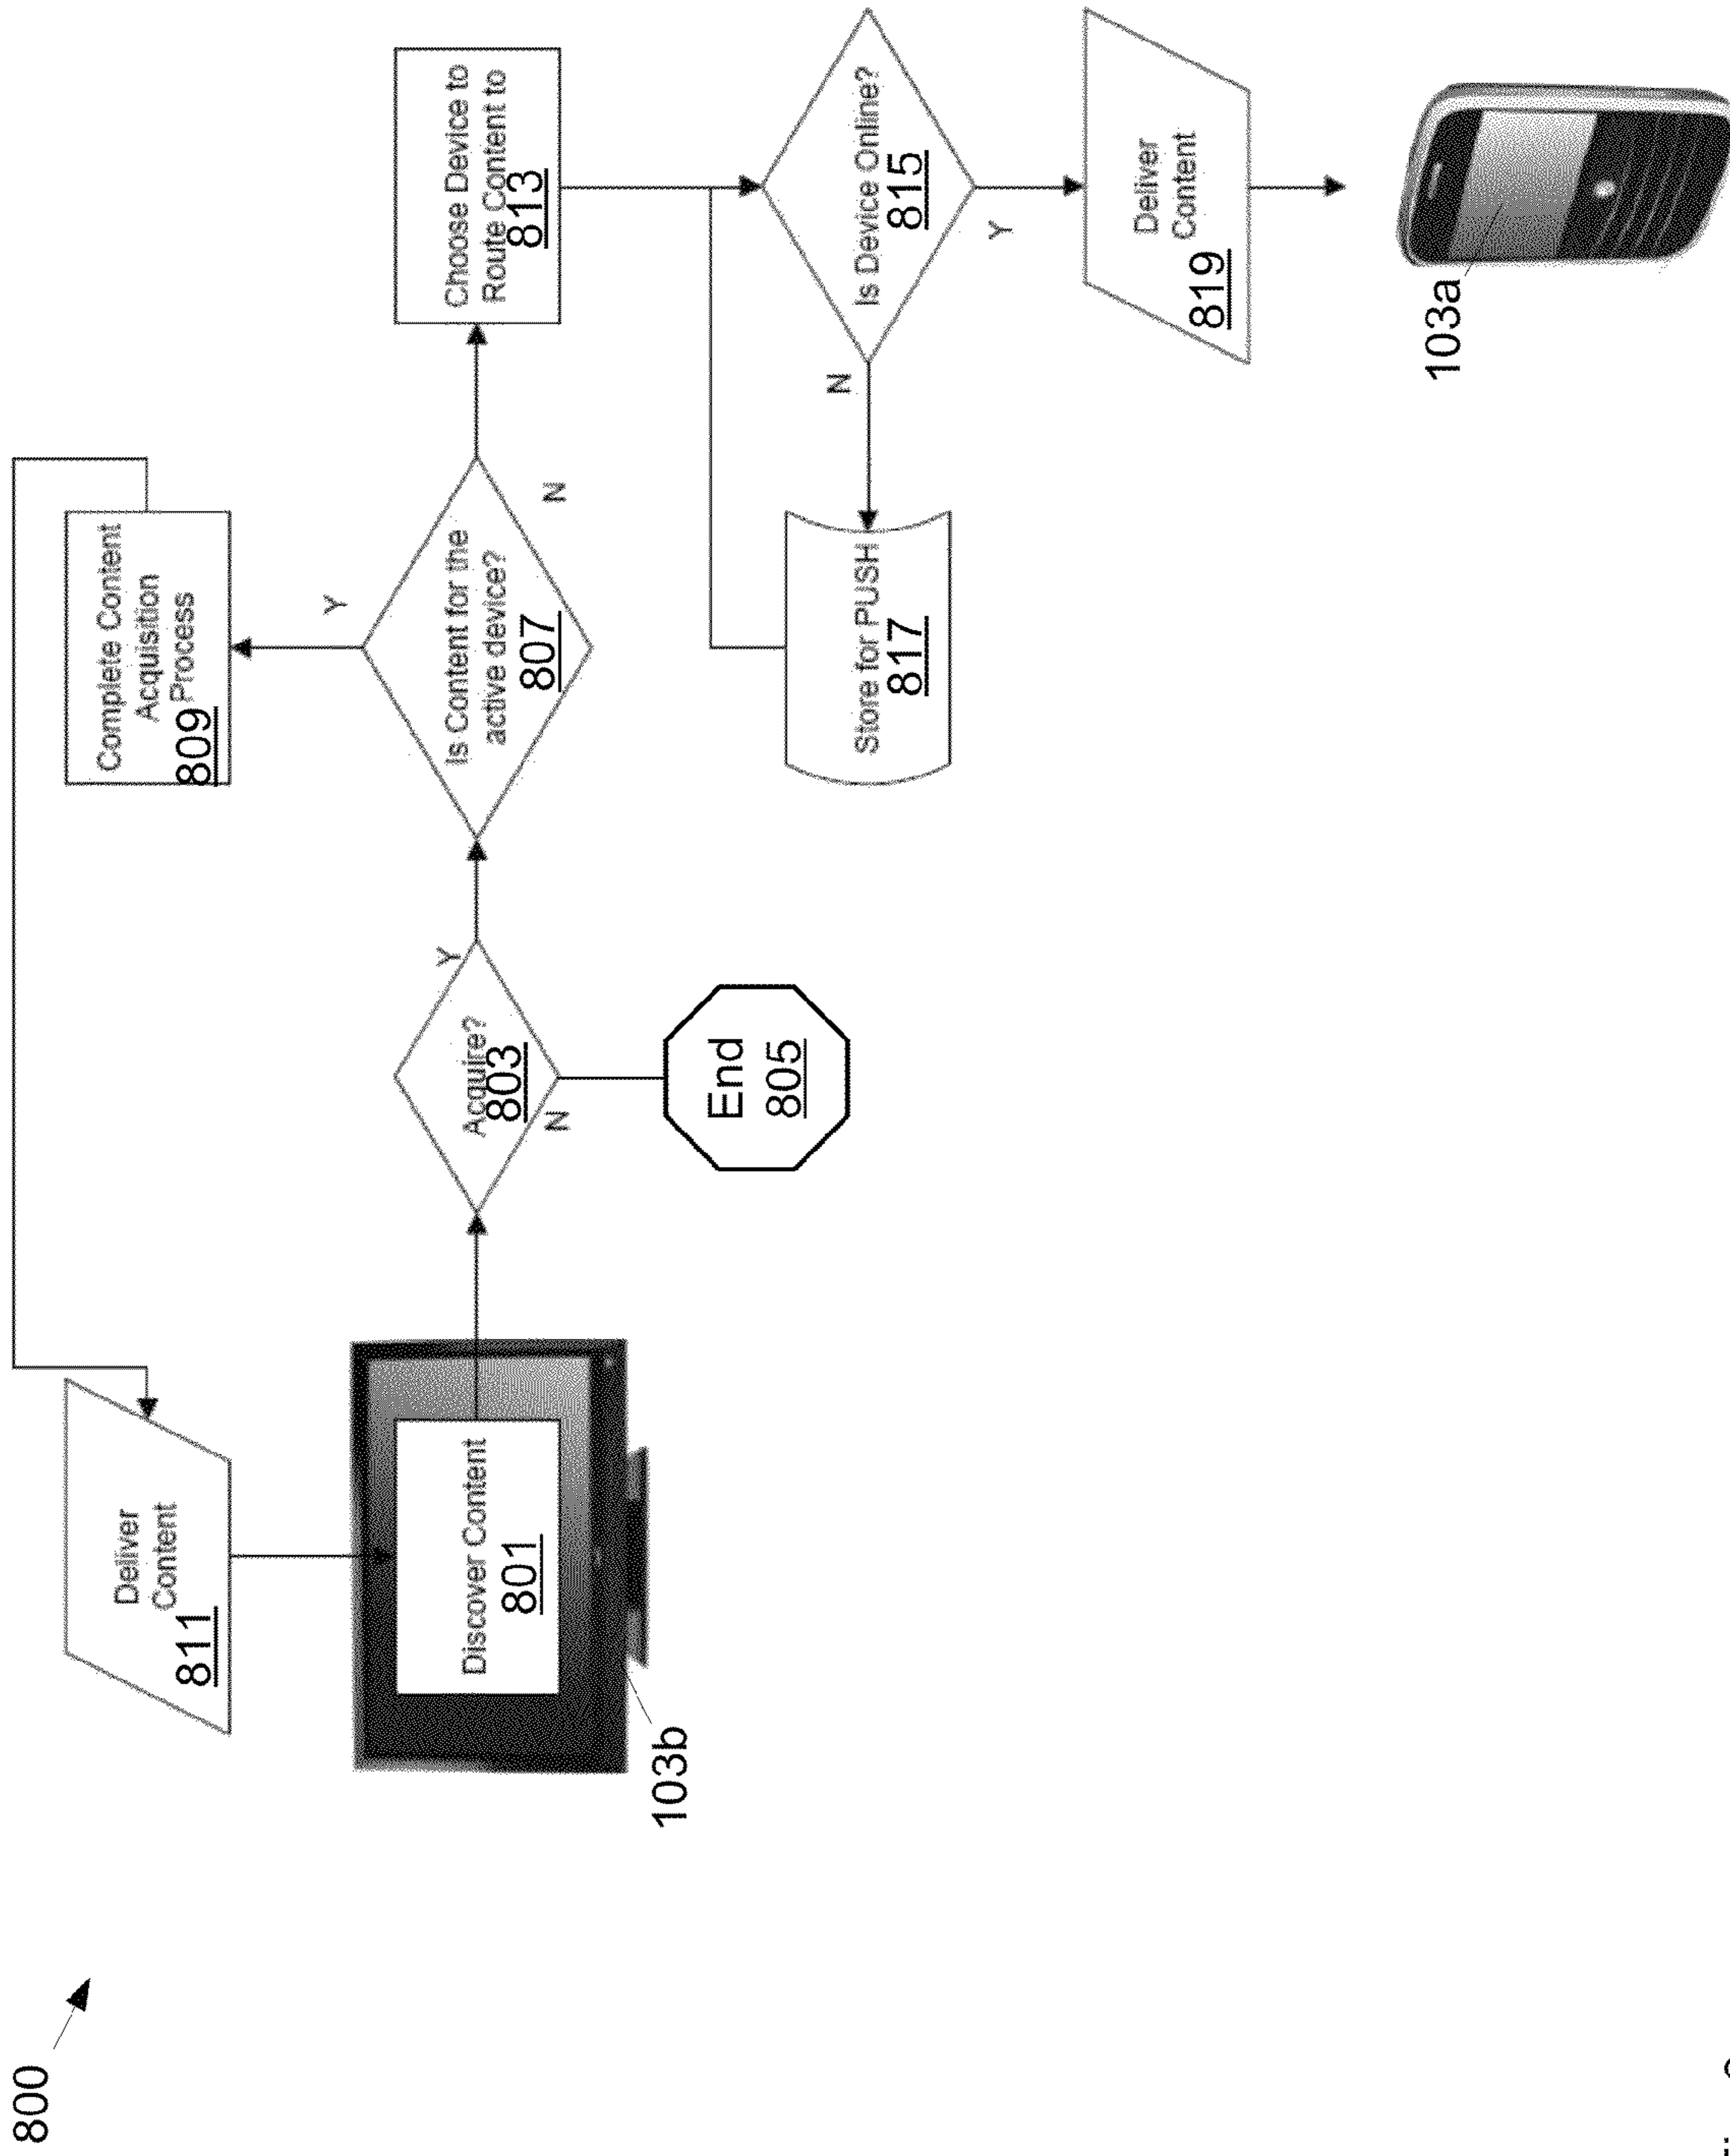 800
Deliver
Content
811
Complete Content
Acquisition
Process
809
Y
Discover Content
801
103b
Acquire?
803
Y
N
End
805
Is Content for the
active device?
807
N
Choose Device to
Route Content to
813
Store for PUSH
817
N
Is Device Online?
815
Y
Deliver
Content
819
103a